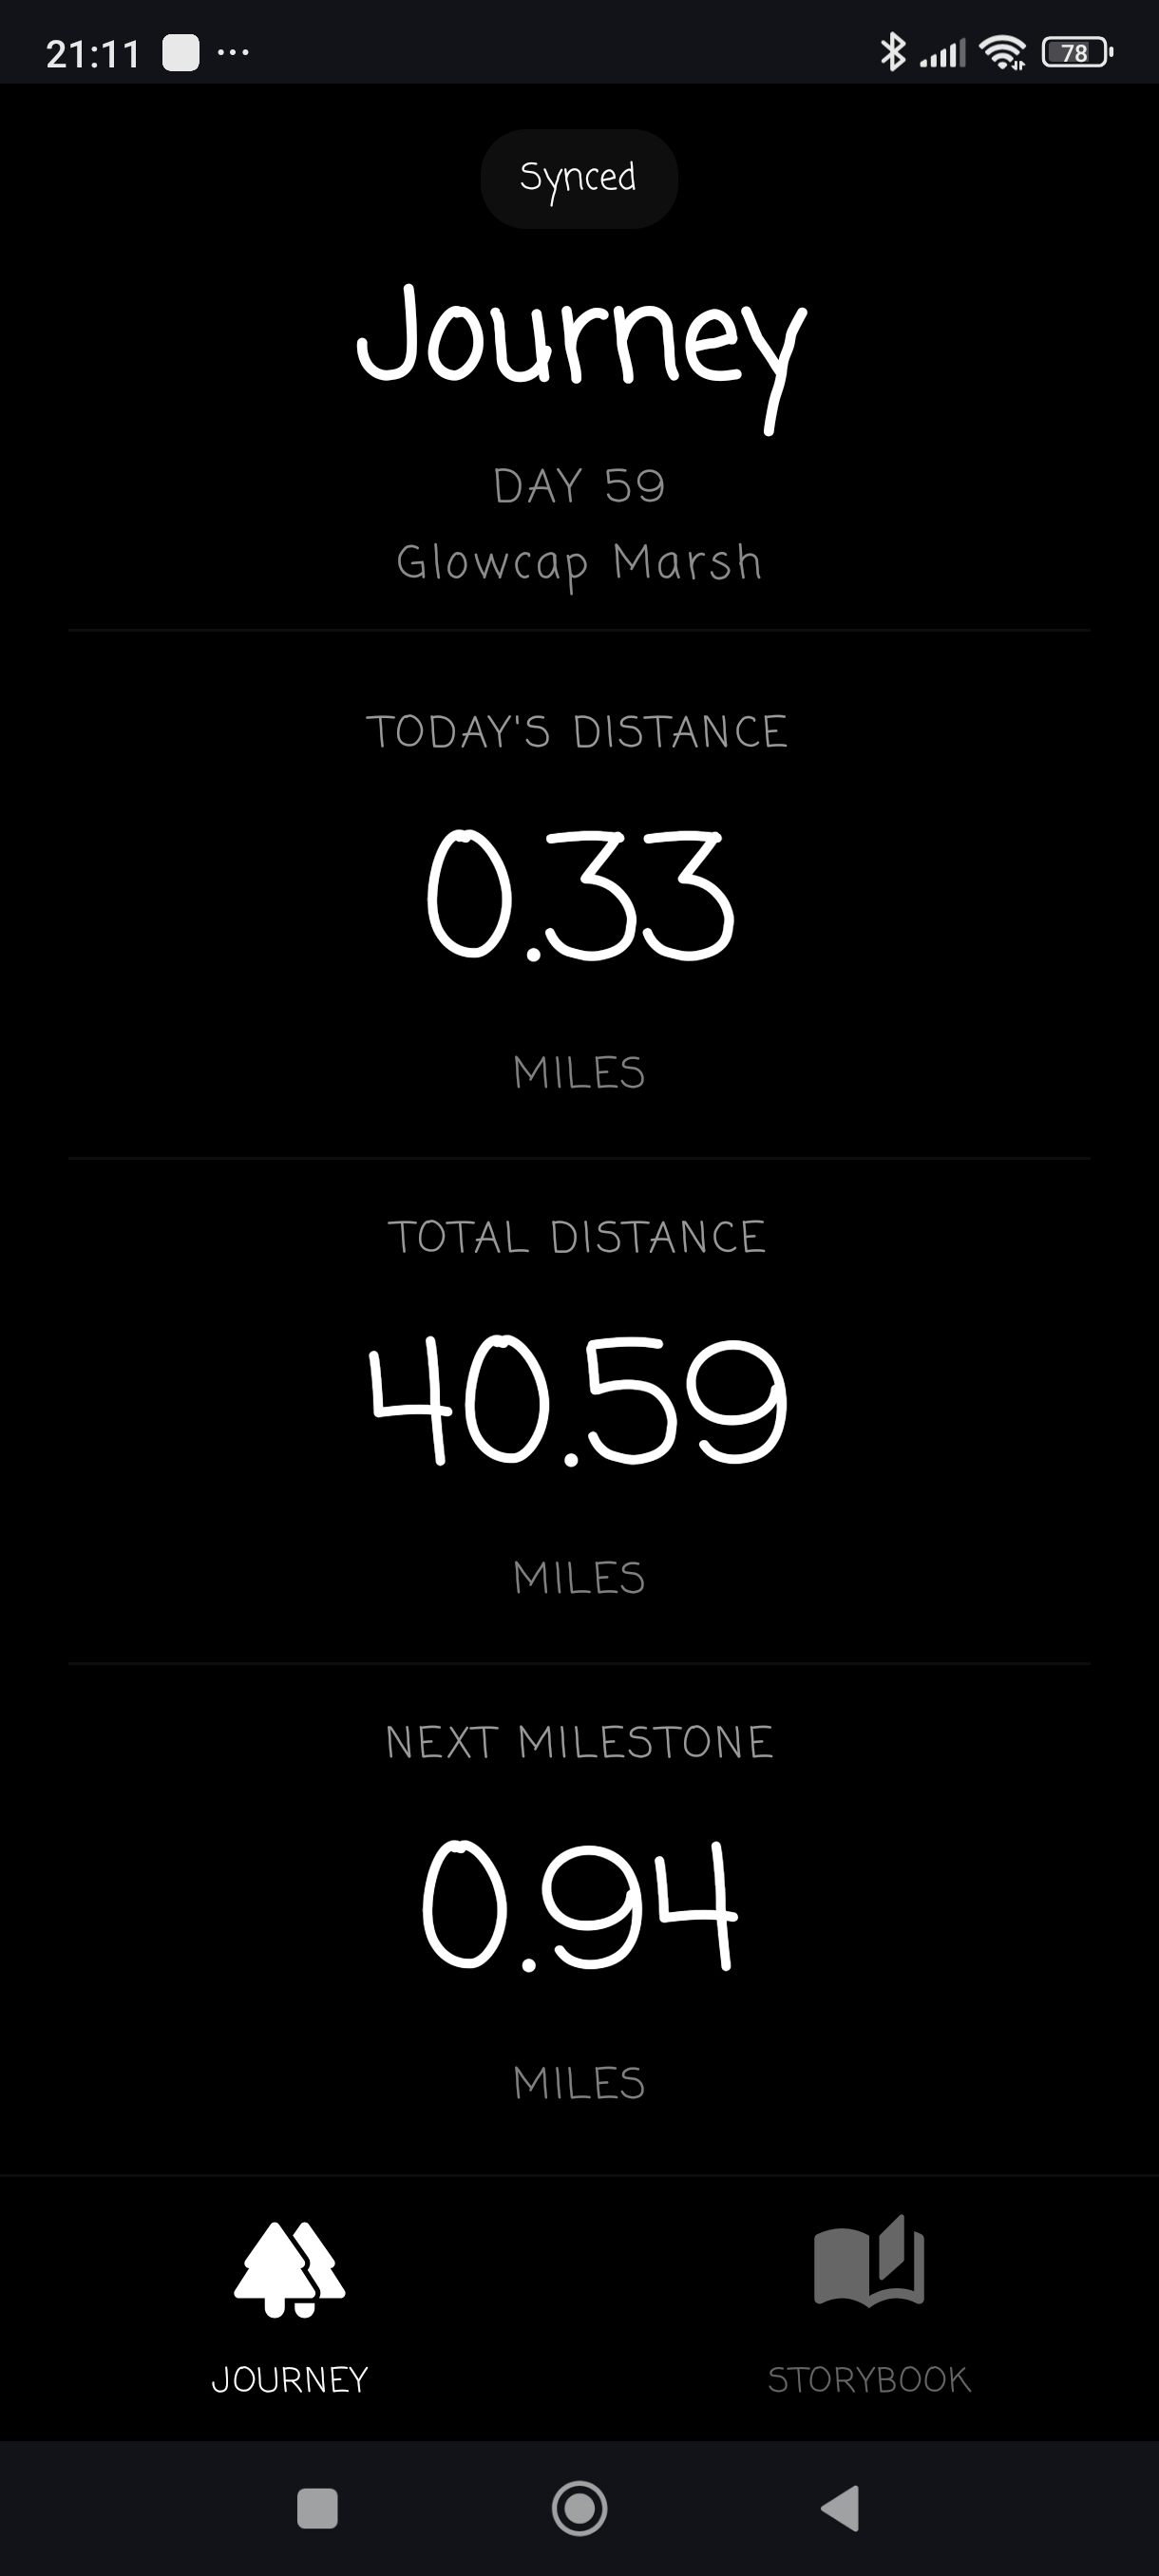 21:11
78
Synced
Journey
DAY 59
Glowcap Marsh
TODAY'S DISTANCE
0.33
MILES
TOTAL DISTANCE
40.59
MILES
NEXT MILESTONE
0.94
MILES
JOURNEY
STORYBOOK